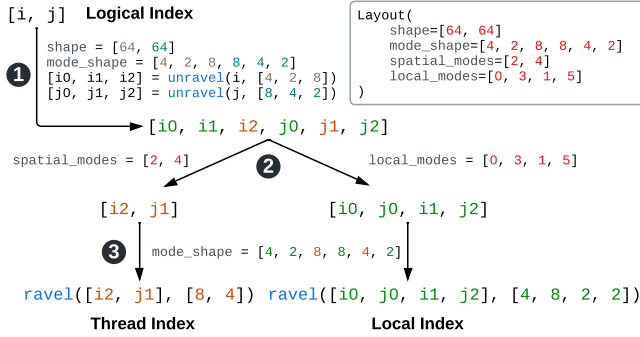 [i, j] Logical Index
shape = [64, 64]
mode_shape = [4, 2, 8, 8, 4, 2]
[i0, i1, i2] = unravel(i, [4, 2, 8])
[j0, j1, j2] = unravel(j, [8, 4, 2])
1
Layout(
shape=[64, 64]
mode_shape=[4, 2, 8, 8, 4, 2]
spatial_modes=[2, 4]
local_modes=[0, 3, 1, 5]
)
[i0, i1, i2, j0, j1, j2]
spatial_modes = [2, 4]
2
local_modes = [0, 3, 1, 5]
[i2, j1]
[i0, j0, i1, j2]
3
mode_shape = [4, 2, 8, 8, 4, 2]
ravel([i2, j1], [8, 4])
ravel([i0, j0, i1, j2], [4, 8, 2, 2])
Thread Index
Local Index